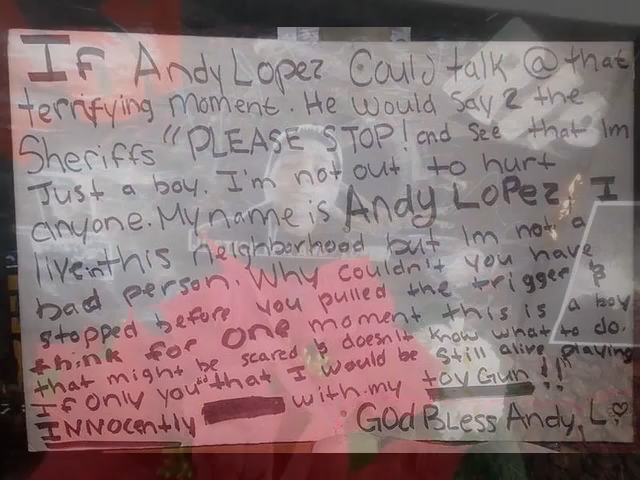 If Andy Lopez Could talk @ that
terrifying moment. He would say 2 the
Sheriffs "PLEASE STOP! and see that Im
Just a boy. I'm not out to hurt
anyone. My name is Andy Lopez I
live in this neighborhood but Im not a
bad person. Why couldn't you have
stopped before you pulled the trigger &
think for one moment this is a boy
that might be scared & doesn't know what to do.
If only you'd that I would be still alive playing
INNOCENTLY with my toy Gun!!
GOD BLESS Andy. L